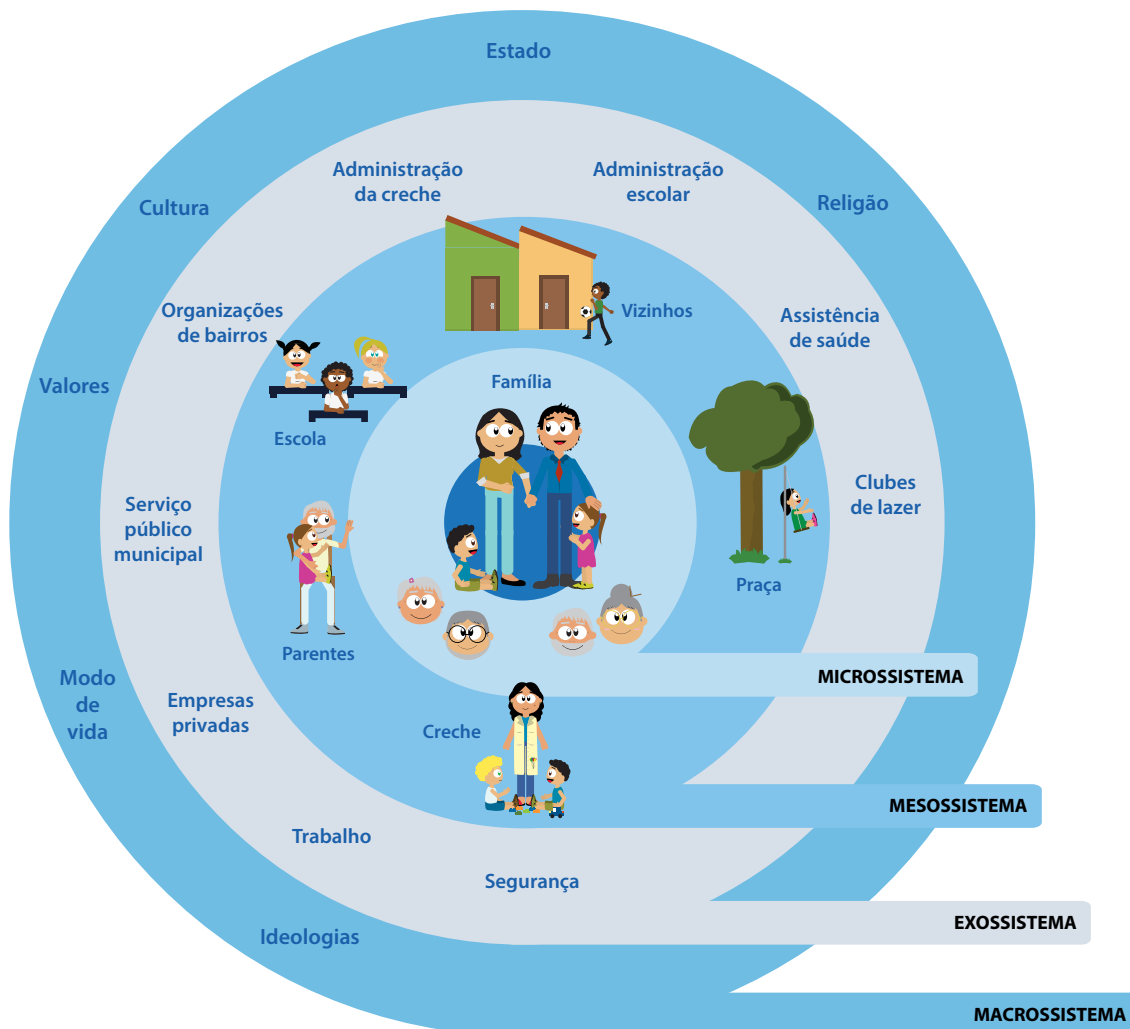 Estado
Administração
da creche
Administração
escolar
Cultura
Religão
Organizações
de bairros
Vizinhos
Assistência
de saúde
Valores
Família
Escola
Serviço
público
municipal
Clubes
de lazer
Praça
Parentes
Modo
de
vida
MICROSSISTEMA
Empresas
privadas
Creche
MESOSSISTEMA
Trabalho
Segurança
EXOSSISTEMA
Ideologias
MACROSSISTEMA